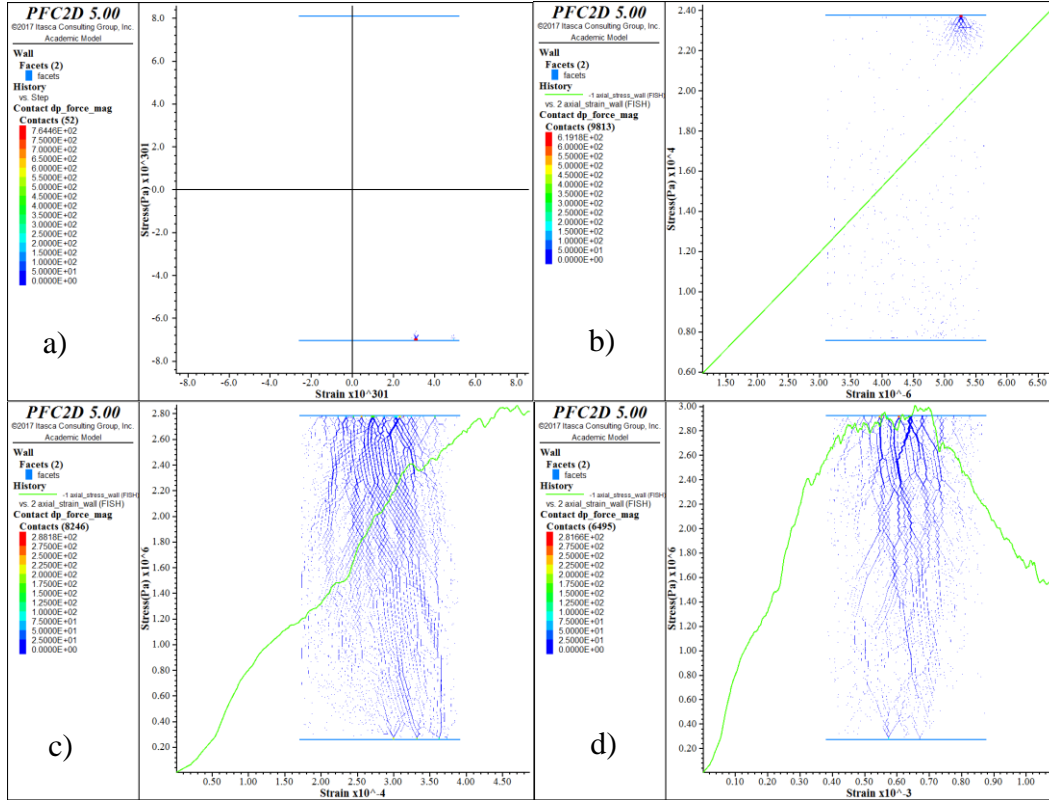 PFC2D 5.00
©2017 Itasca Consulting Group, Inc.
Academic Model
Wall
Facets (2)
facets
History
vs. Step
Contact dp_force_mag
Contacts (52)
7.6446E+02
7.5000E+02
7.0000E+02
6.5000E+02
6.0000E+02
5.5000E+02
5.0000E+02
4.5000E+02
4.0000E+02
3.5000E+02
3.0000E+02
2.5000E+02
2.0000E+02
1.5000E+02
1.0000E+02
5.0000E+01
0.0000E+00
a)
Stress(Pa) x10^301
8.0
6.0
4.0
2.0
0.0
-2.0
-4.0
-6.0
-8.0
-8.0 -6.0 -4.0 -2.0 0.0 2.0 4.0 6.0 8.0
Strain x10^301
PFC2D 5.00
©2017 Itasca Consulting Group, Inc.
Academic Model
Wall
Facets (2)
facets
History
-1 axial_stress_wall (FISH)
vs. 2 axial_strain_wall (FISH)
Contact dp_force_mag
Contacts (9813)
6.1918E+02
6.0000E+02
5.5000E+02
5.0000E+02
4.5000E+02
4.0000E+02
3.5000E+02
3.0000E+02
2.5000E+02
2.0000E+02
1.5000E+02
1.0000E+02
5.0000E+01
0.0000E+00
b)
Stress(Pa) x10^4
2.40
2.20
2.00
1.80
1.60
1.40
1.20
1.00
0.80
0.60
1.50 2.00 2.50 3.00 3.50 4.00 4.50 5.00 5.50 6.00 6.50
Strain x10^-6
PFC2D 5.00
©2017 Itasca Consulting Group, Inc.
Academic Model
Wall
Facets (2)
facets
History
-1 axial_stress_wall (FISH)
vs. 2 axial_strain_wall (FISH)
Contact dp_force_mag
Contacts (8246)
2.8818E+02
2.7500E+02
2.5000E+02
2.2500E+02
2.0000E+02
1.7500E+02
1.5000E+02
1.2500E+02
1.0000E+02
7.5000E+01
5.0000E+01
2.5000E+01
0.0000E+00
c)
Stress(Pa) x10^6
2.80
2.60
2.40
2.20
2.00
1.80
1.60
1.40
1.20
1.00
0.80
0.60
0.40
0.20
0.50 1.00 1.50 2.00 2.50 3.00 3.50 4.00 4.50
Strain x10^-4
PFC2D 5.00
©2017 Itasca Consulting Group, Inc.
Academic Model
Wall
Facets (2)
facets
History
-1 axial_stress_wall (FISH)
vs. 2 axial_strain_wall (FISH)
Contact dp_force_mag
Contacts (6495)
2.8166E+02
2.7500E+02
2.5000E+02
2.2500E+02
2.0000E+02
1.7500E+02
1.5000E+02
1.2500E+02
1.0000E+02
7.5000E+01
5.0000E+01
2.5000E+01
0.0000E+00
d)
Stress(Pa) x10^6
3.00
2.80
2.60
2.40
2.20
2.00
1.80
1.60
1.40
1.20
1.00
0.80
0.60
0.40
0.20
0.10 0.20 0.30 0.40 0.50 0.60 0.70 0.80 0.90 1.00
Strain x10^-3